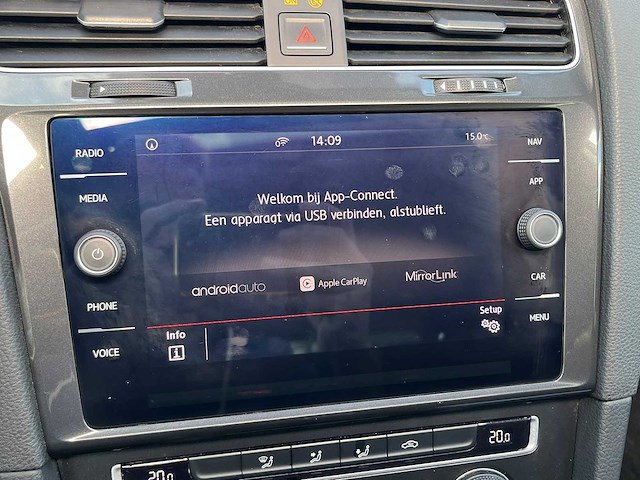 RADIO
MEDIA
PHONE
VOICE
14:09
15.0°C
NAV
APP
CAR
MENU
Welkom bij App-Connect.
Een apparaat via USB verbinden, alstublieft.
androidauto
Apple CarPlay
MirrorLink
Info
Setup
20.0
20.0